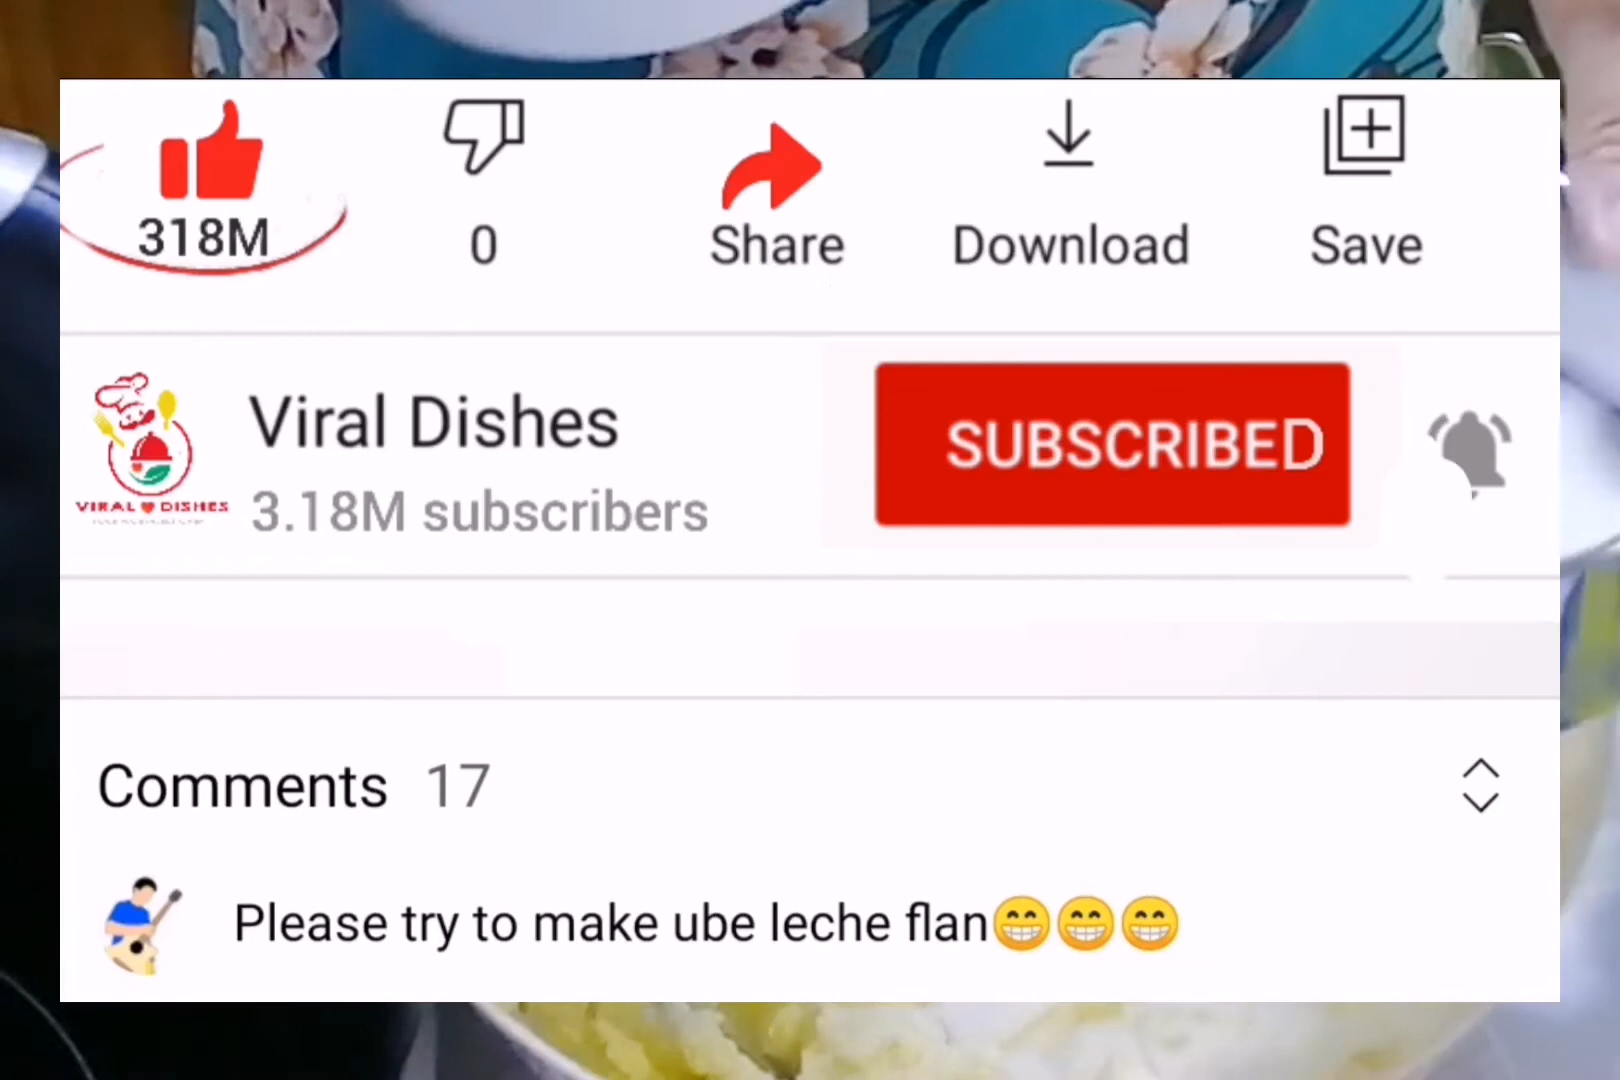 318M
0
Share
Download
Save
Viral Dishes
SUBSCRIBED
3.18M subscribers
VIRAL DISHES
Comments 17
Please try to make ube leche flan😁😁😁